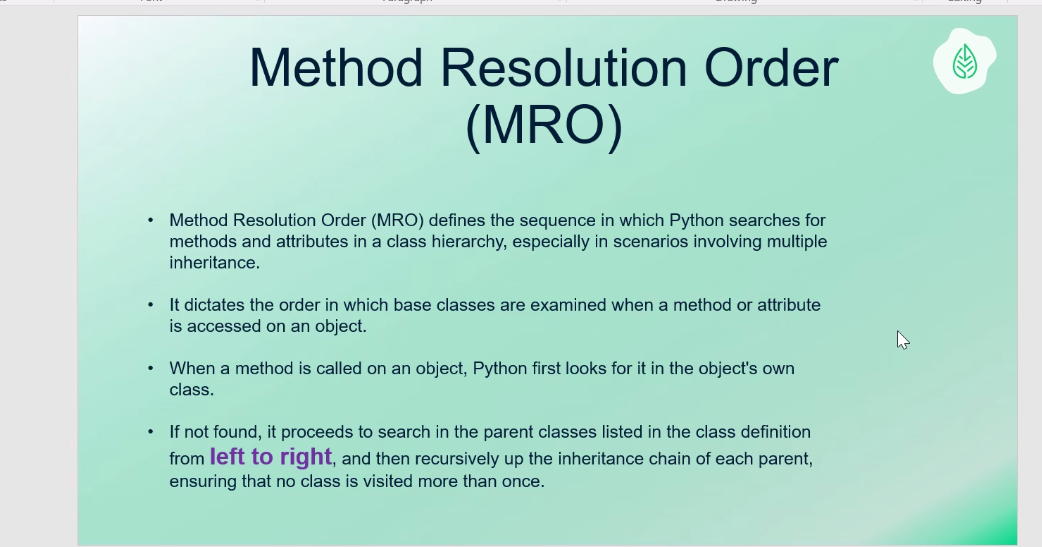 Method Resolution Order
(MRO)
• Method Resolution Order (MRO) defines the sequence in which Python searches for
methods and attributes in a class hierarchy, especially in scenarios involving multiple
inheritance.
• It dictates the order in which base classes are examined when a method or attribute
is accessed on an object.
• When a method is called on an object, Python first looks for it in the object's own
class.
• If not found, it proceeds to search in the parent classes listed in the class definition
from left to right, and then recursively up the inheritance chain of each parent,
ensuring that no class is visited more than once.